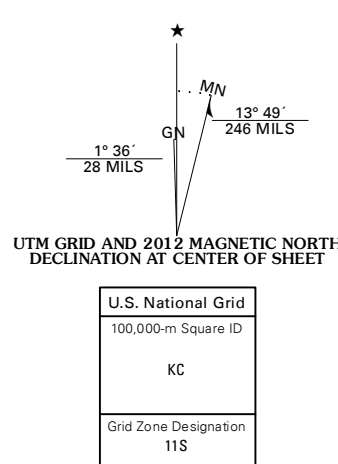 ★
MN
GN
13° 49´
246 MILS
1° 36´
28 MILS
UTM GRID AND 2012 MAGNETIC NORTH
DECLINATION AT CENTER OF SHEET
U.S. National Grid
100,000-m Square ID
KC
Grid Zone Designation
11S